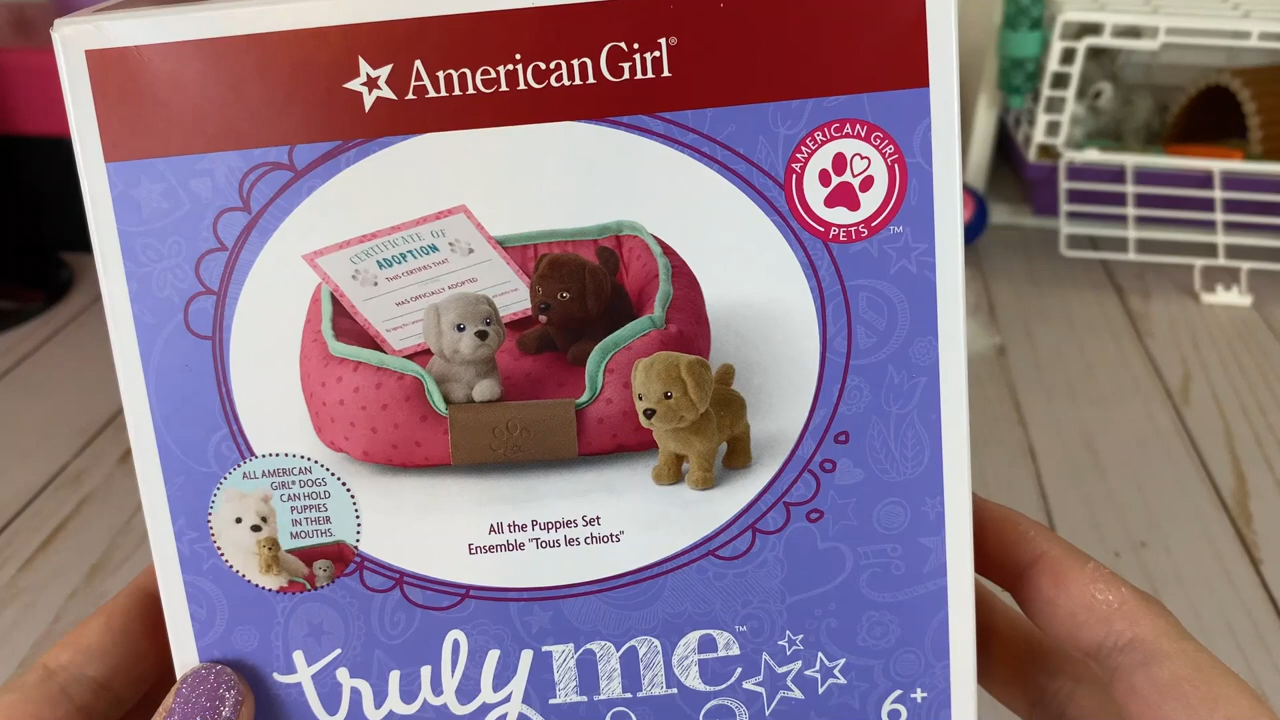 American Girl®
AMERICAN GIRL
PETS™
CERTIFICATE OF
ADOPTION
THIS CERTIFIES THAT
HAS OFFICIALLY ADOPTED
ALL AMERICAN
GIRL® DOGS
CAN HOLD
PUPPIES
IN THEIR
MOUTHS.
All the Puppies Set
Ensemble "Tous les chiots"
truly me™
6+